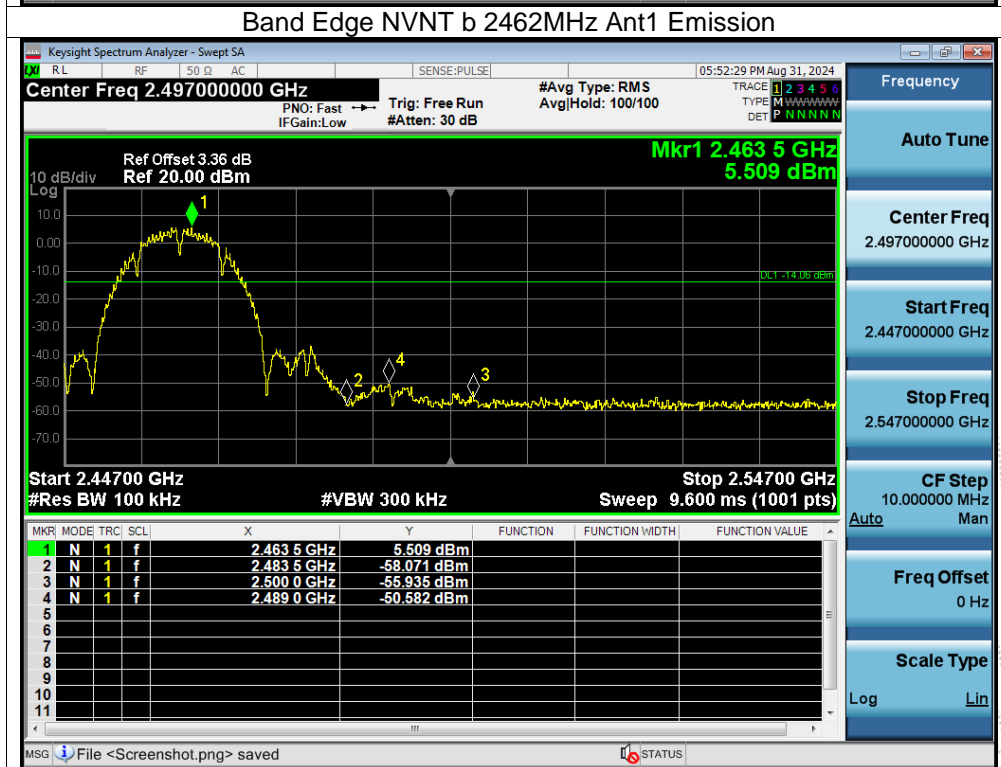 Band Edge NVNT b 2462MHz Ant1 Emission
Keysight Spectrum Analyzer - Swept SA
LXI RL RF 50 Ω AC SENSE:PULSE 05:52:29 PM Aug 31, 2024
Center Freq 2.497000000 GHz #Avg Type: RMS TRACE 1 2 3 4 5 6
PNO: Fast Trig: Free Run Avg|Hold: 100/100 TYPE M W W W W W
IFGain:Low #Atten: 30 dB DET P N N N N N
Frequency
Auto Tune
Center Freq
2.497000000 GHz
Start Freq
2.447000000 GHz
Stop Freq
2.547000000 GHz
CF Step
10.000000 MHz
Auto Man
Freq Offset
0 Hz
Scale Type
Log Lin
Mkr1 2.463 5 GHz
5.509 dBm
Ref Offset 3.36 dB
10 dB/div Ref 20.00 dBm
Log
1
10.0
0.00
-10.0
DL1 -14.06 dBm
-20.0
-30.0
-40.0
4
-50.0
2 3
-60.0
-70.0
Start 2.44700 GHz Stop 2.54700 GHz
#Res BW 100 kHz #VBW 300 kHz Sweep 9.600 ms (1001 pts)
MKR MODE TRC SCL X Y FUNCTION FUNCTION WIDTH FUNCTION VALUE
1 N 1 f 2.463 5 GHz 5.509 dBm
2 N 1 f 2.483 5 GHz -58.071 dBm
3 N 1 f 2.500 0 GHz -55.935 dBm
4 N 1 f 2.489 0 GHz -50.582 dBm
5
6
7
8
9
10
11
MSG File <Screenshot.png> saved STATUS